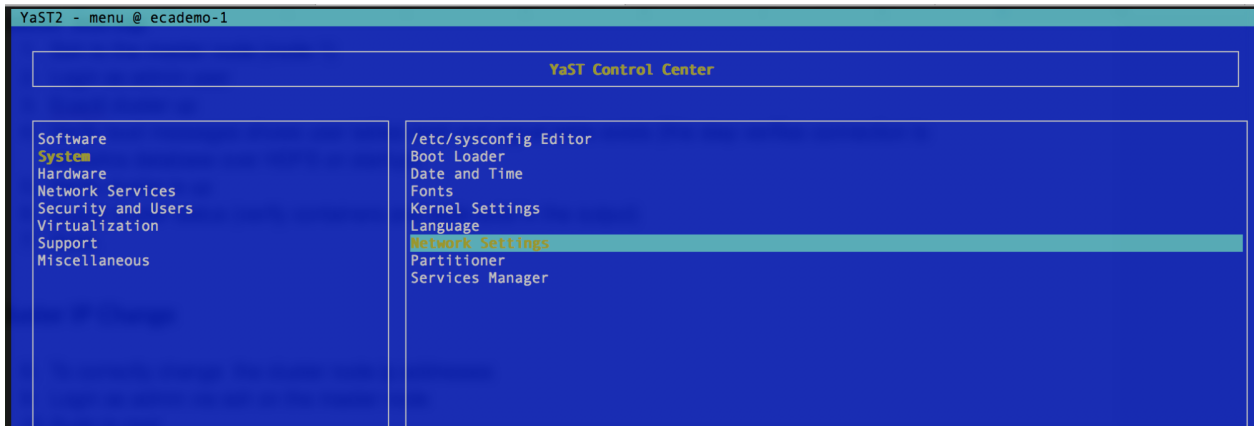 YaST2 - menu @ ecademo-1
YaST Control Center
Software
System
Hardware
Network Services
Security and Users
Virtualization
Support
Miscellaneous
/etc/sysconfig Editor
Boot Loader
Date and Time
Fonts
Kernel Settings
Language
Network Settings
Partitioner
Services Manager